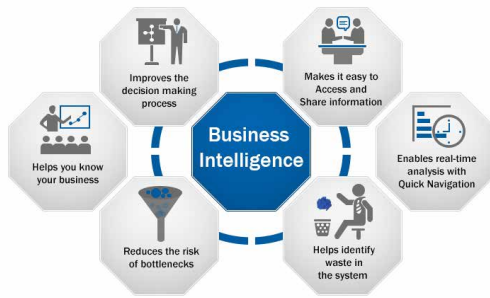 Improves the
decision making
process
Makes it easy to
Access and
Share information
Helps you know
your business
Business
Intelligence
Enables real-time
analysis with
Quick Navigation
Reduces the risk
of bottlenecks
Helps identify
waste in
the system